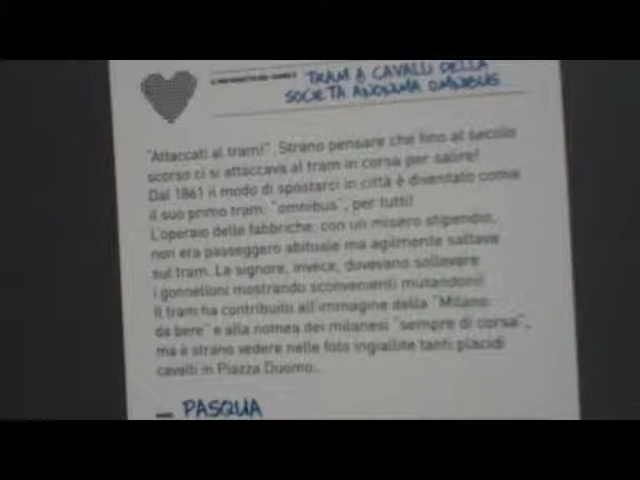 TRAM A CAVALLI DELLA
SOCIETÀ ANONIMA OMNIBUS
"Attaccati al tram!". Strano pensare che fino al secolo
scorso ci si attaccava al tram in corsa per salire!
Dal 1861 il modo di spostarci in città è diventato come
il suo primo tram, "omnibus", per tutti!
L'operaio delle fabbriche, con un misero stipendio,
non era passeggero abituale ma agilmente saltava
sul tram. Le signore, invece, dovevano sollevare
i gonnelloni mostrando sconvenienti mutandoni!
Il tram ha contribuito all'immagine della "Milano
da bere" e alla nomea dei milanesi "sempre di corsa",
ma è strano vedere nelle foto ingiallite tanti placidi
cavalli in Piazza Duomo...
— PASQUA